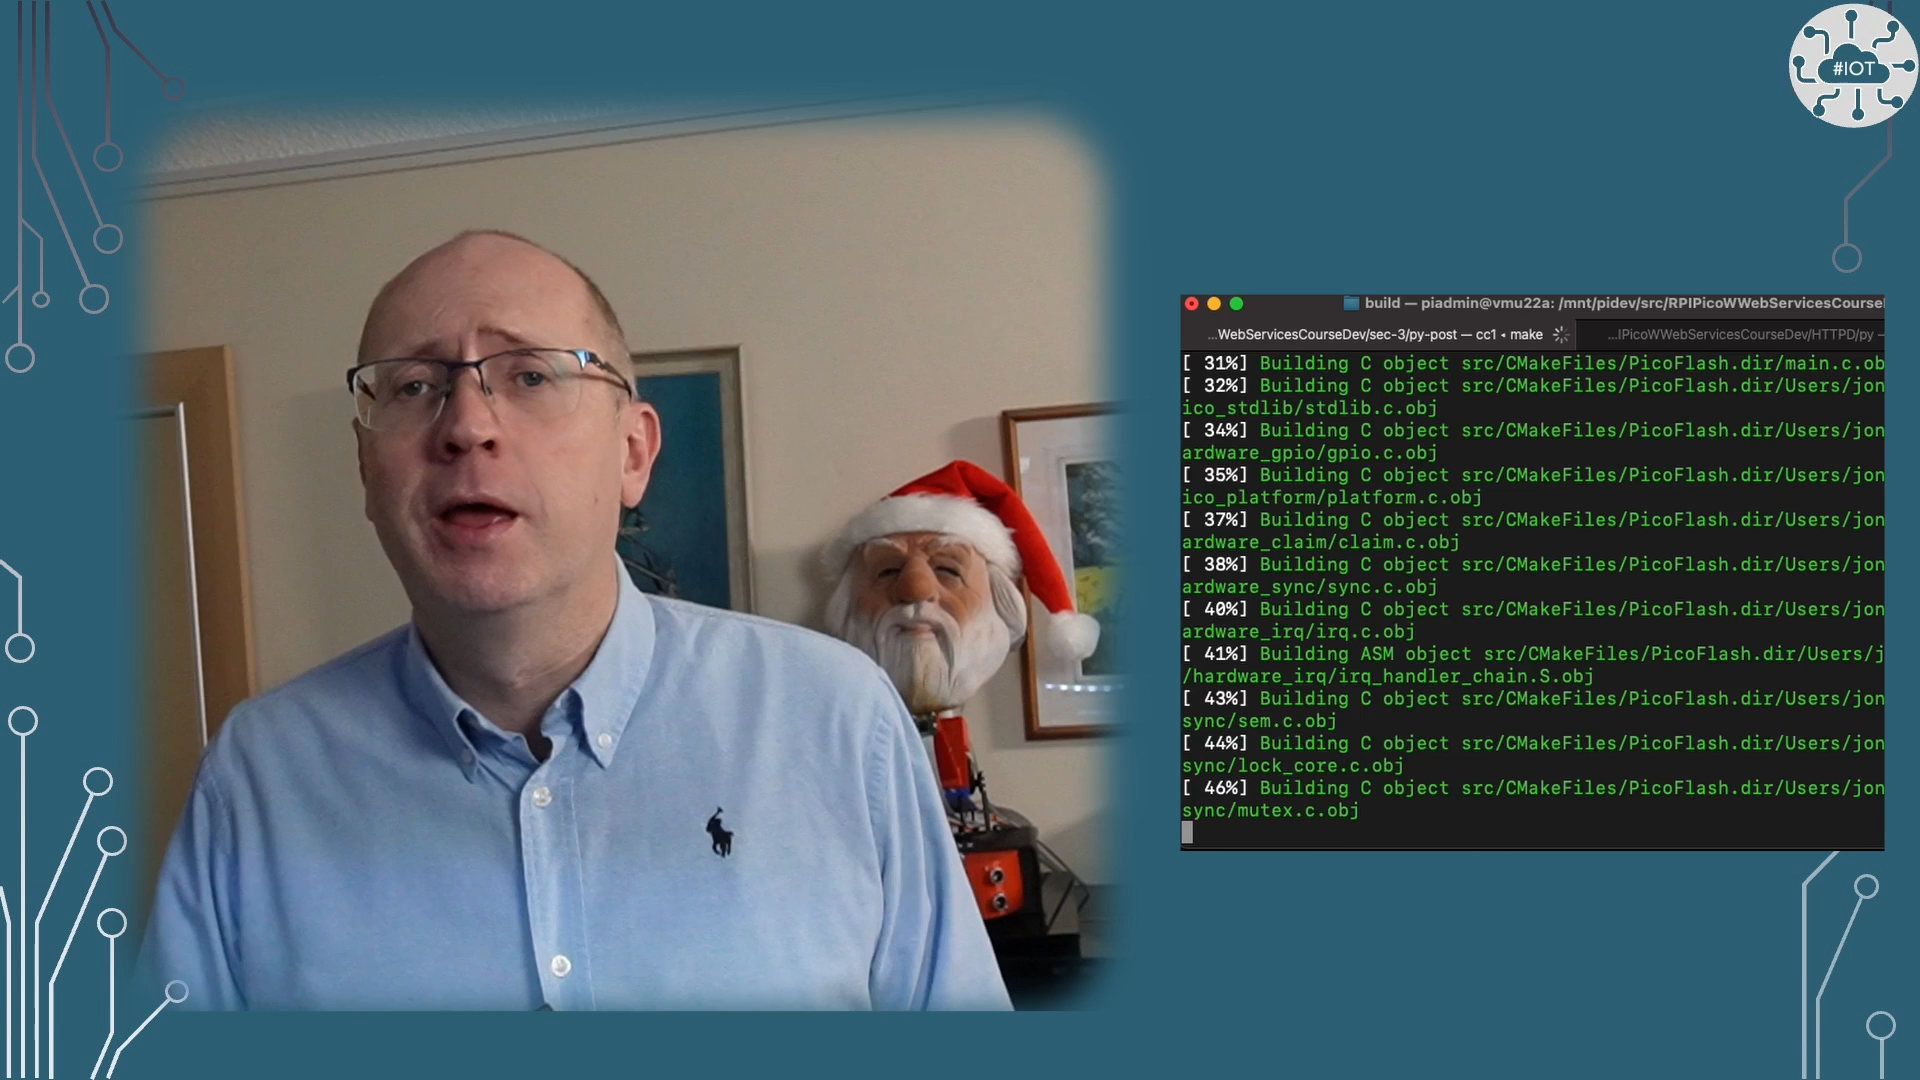 #IOT
build — piadmin@vmu22a: /mnt/pidev/src/RPIPicoWWebServicesCourse
...WebServicesCourseDev/sec-3/py-post — cc1 ◂ make
...IPicoWWebServicesCourseDev/HTTPD/py —
[ 31%] Building C object src/CMakeFiles/PicoFlash.dir/main.c.ob
[ 32%] Building C object src/CMakeFiles/PicoFlash.dir/Users/jon
ico_stdlib/stdlib.c.obj
[ 34%] Building C object src/CMakeFiles/PicoFlash.dir/Users/jon
ardware_gpio/gpio.c.obj
[ 35%] Building C object src/CMakeFiles/PicoFlash.dir/Users/jon
ico_platform/platform.c.obj
[ 37%] Building C object src/CMakeFiles/PicoFlash.dir/Users/jon
ardware_claim/claim.c.obj
[ 38%] Building C object src/CMakeFiles/PicoFlash.dir/Users/jon
ardware_sync/sync.c.obj
[ 40%] Building C object src/CMakeFiles/PicoFlash.dir/Users/jon
ardware_irq/irq.c.obj
[ 41%] Building ASM object src/CMakeFiles/PicoFlash.dir/Users/j
/hardware_irq/irq_handler_chain.S.obj
[ 43%] Building C object src/CMakeFiles/PicoFlash.dir/Users/jon
sync/sem.c.obj
[ 44%] Building C object src/CMakeFiles/PicoFlash.dir/Users/jon
sync/lock_core.c.obj
[ 46%] Building C object src/CMakeFiles/PicoFlash.dir/Users/jon
sync/mutex.c.obj